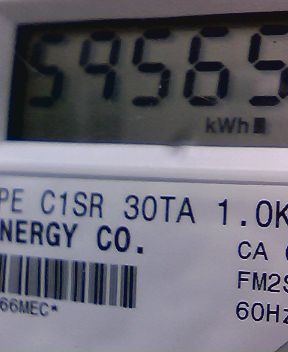 59565
kWh
PE C1SR 30TA 1.0K
NERGY CO.
CA
FM2S
66MEC*
60Hz